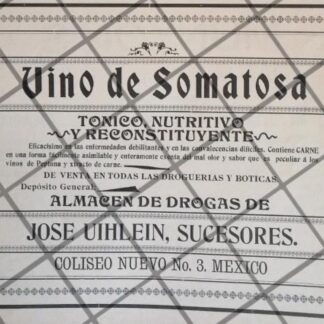 Vino de Somatosa
TONICO, NUTRITIVO
Y RECONSTITUYENTE
Eficacísimo en las enfermedades debilitantes y en las convalecencias difíciles. Contiene CARNE
en una forma fácilmente asimilable y enteramente exenta del mal olor y sabor que es peculiar á los
vinos de Peptona y extracto de carne.
DE VENTA EN TODAS LAS DROGUERIAS Y BOTICAS.
Depósito General:
ALMACEN DE DROGAS DE
JOSE UIHLEIN, SUCESORES.
COLISEO NUEVO No. 3. MEXICO